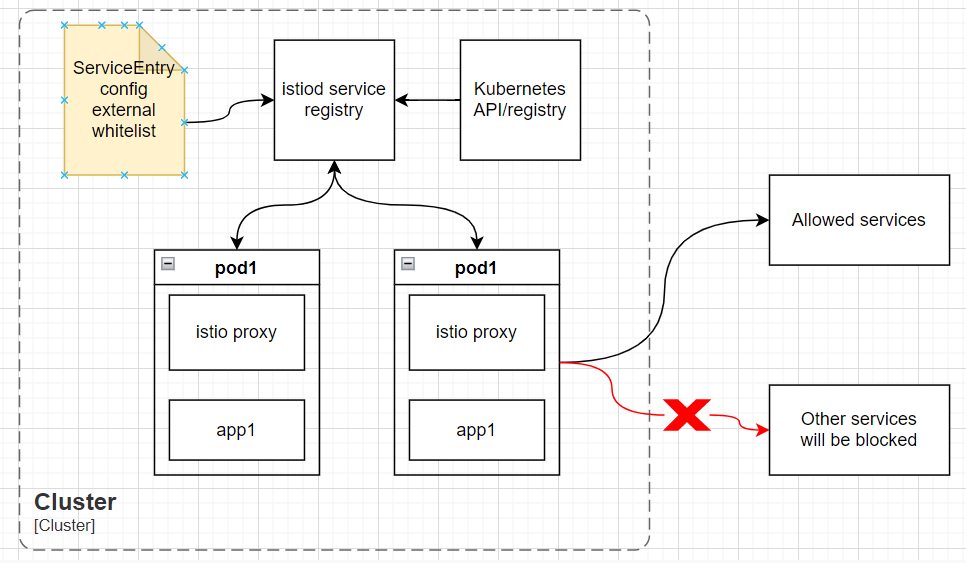 ServiceEntry
config
external
whitelist
istiod service
registry
Kubernetes
API/registry
Allowed services
pod1
istio proxy
app1
pod1
istio proxy
app1
Other services
will be blocked
Cluster
[Cluster]